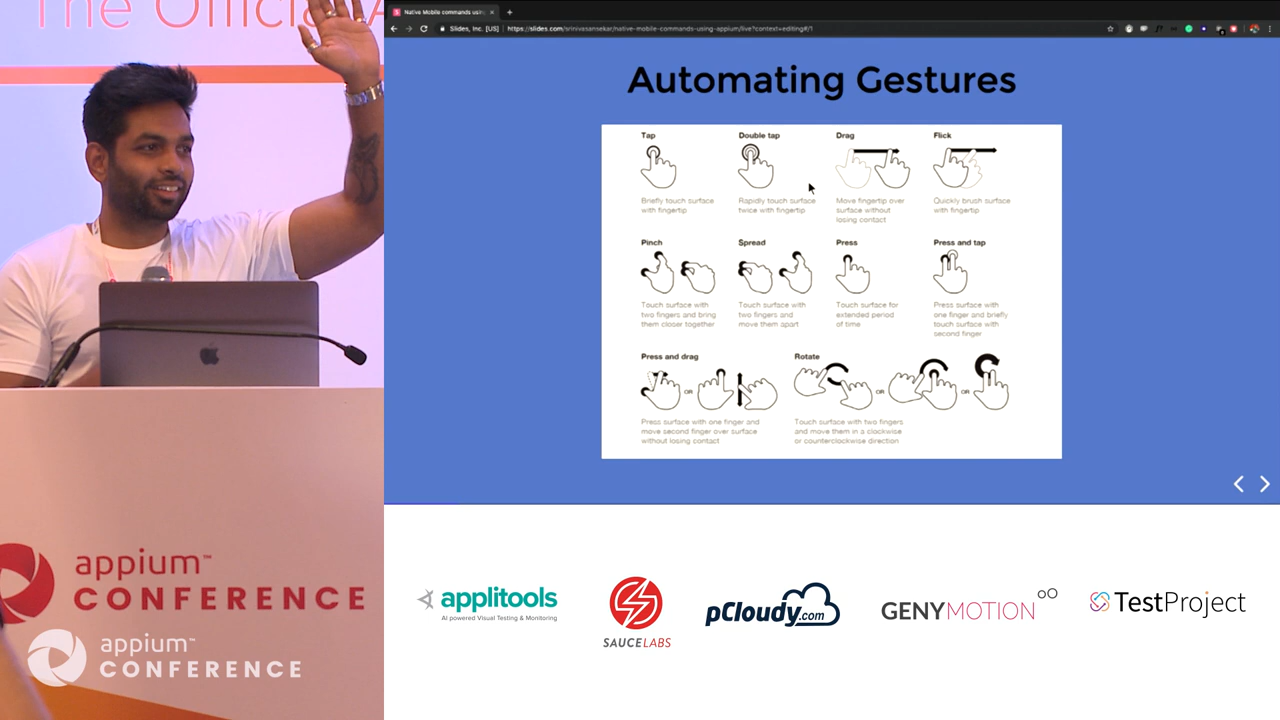 The Official A
Native Mobile commands usin
Slides, Inc. [US]
https://slides.com/srinivasansekar/native-mobile-commands-using-appium/live?context=editing#/1
Automating Gestures
Tap
Double tap
Drag
Flick
Briefly touch surface
with fingertip
Rapidly touch surface
twice with fingertip
Move fingertip over
surface without
losing contact
Quickly brush surface
with fingertip
Pinch
Spread
Press
Press and tap
Touch surface with
two fingers and bring
them closer together
Touch surface with
two fingers and
move them apart
Touch surface for
extended period
of time
Press surface with
one finger and briefly
touch surface with
second finger
Press and drag
Rotate
OR
OR
OR
Press surface with one finger and
move second finger over surface
without losing contact
Touch surface with two fingers
and move them in a clockwise
or counterclockwise direction
appium™
CONFERENCE
appium™
CONFERENCE
applitools
AI powered Visual Testing & Monitoring
SAUCELABS
pCloudy.com
GENYMOTION
TestProject